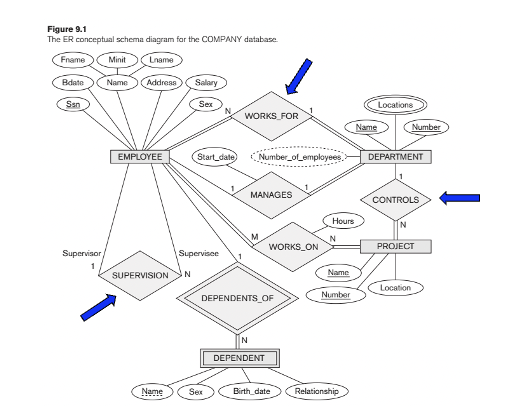 Figure 9.1
The ER conceptual schema diagram for the COMPANY database.
Fname Minit Lname
Bdate Name Address Salary
Ssn Sex
N WORKS_FOR 1
Locations
Name Number
EMPLOYEE Start_date Number_of_employees DEPARTMENT
1 MANAGES 1
1
CONTROLS
N
Hours
M WORKS_ON N PROJECT
Supervisor Supervisee
1 SUPERVISION N
1
Name
Number Location
DEPENDENTS_OF
N
DEPENDENT
Name Sex Birth_date Relationship